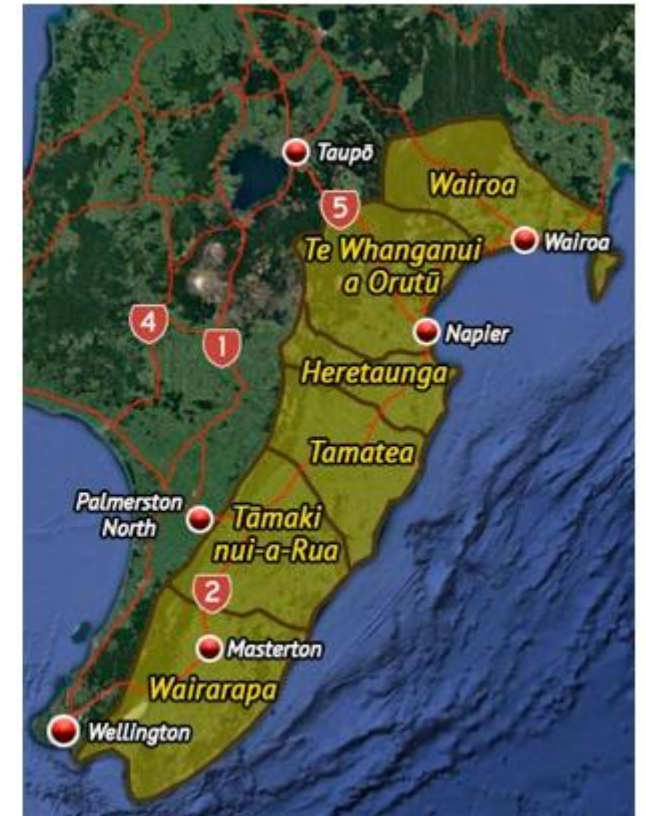 Taupō
Wairoa
5
Wairoa
Te Whanganui
a Orutū
4
1
Napier
Heretaunga
Tamatea
Palmerston
North
Tāmaki
nui-a-Rua
2
Masterton
Wairarapa
Wellington